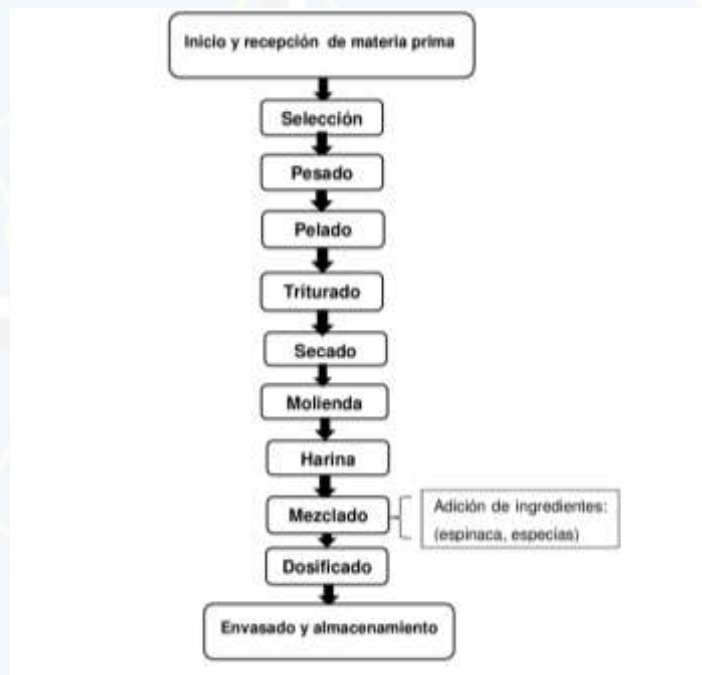 Inicio y recepción de materia prima
Selección
Pesado
Pelado
Triturado
Secado
Molienda
Harina
Mezclado
Adición de ingredientes:
(espinaca, especias)
Dosificado
Envasado y almacenamiento